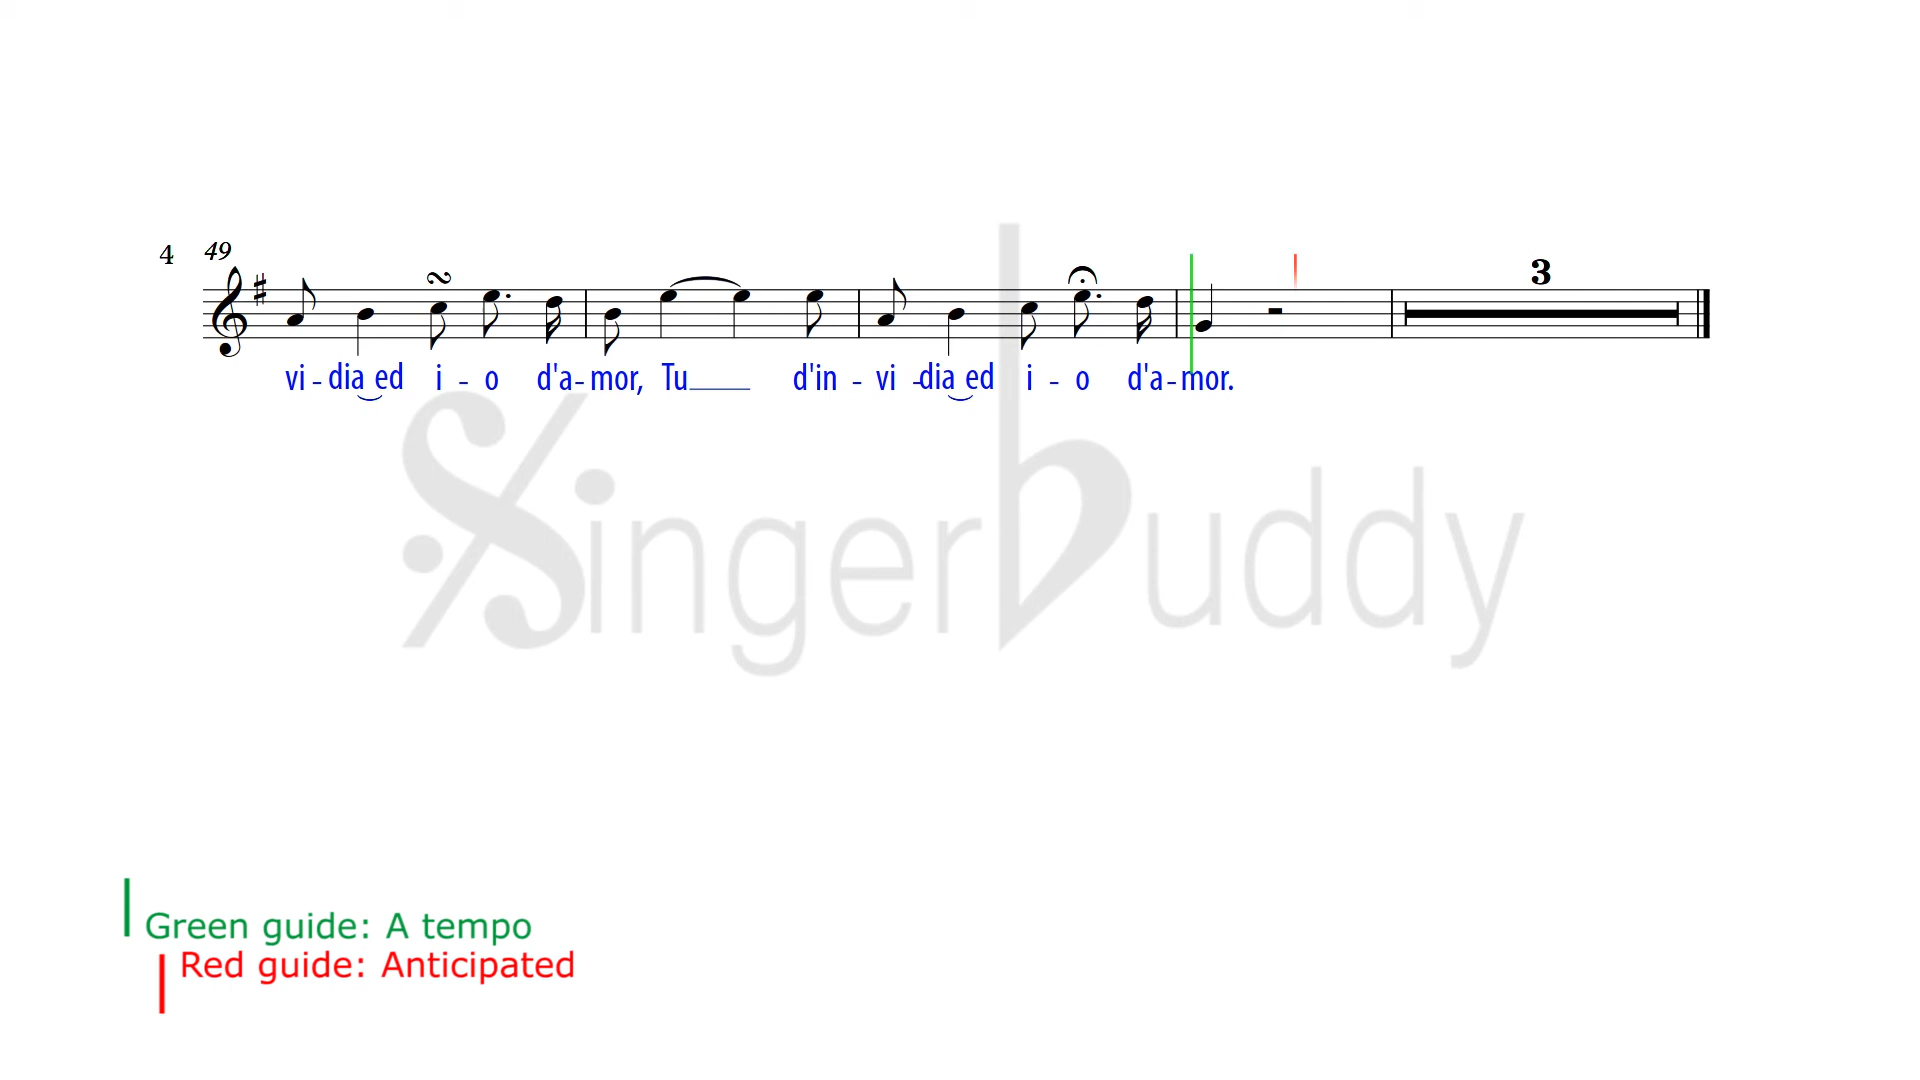 4 49
3
vi - dia ed i - o d'a - mor, Tu____ d'in - vi - dia ed i - o d'a - mor.
Singerbuddy
Green guide: A tempo
Red guide: Anticipated